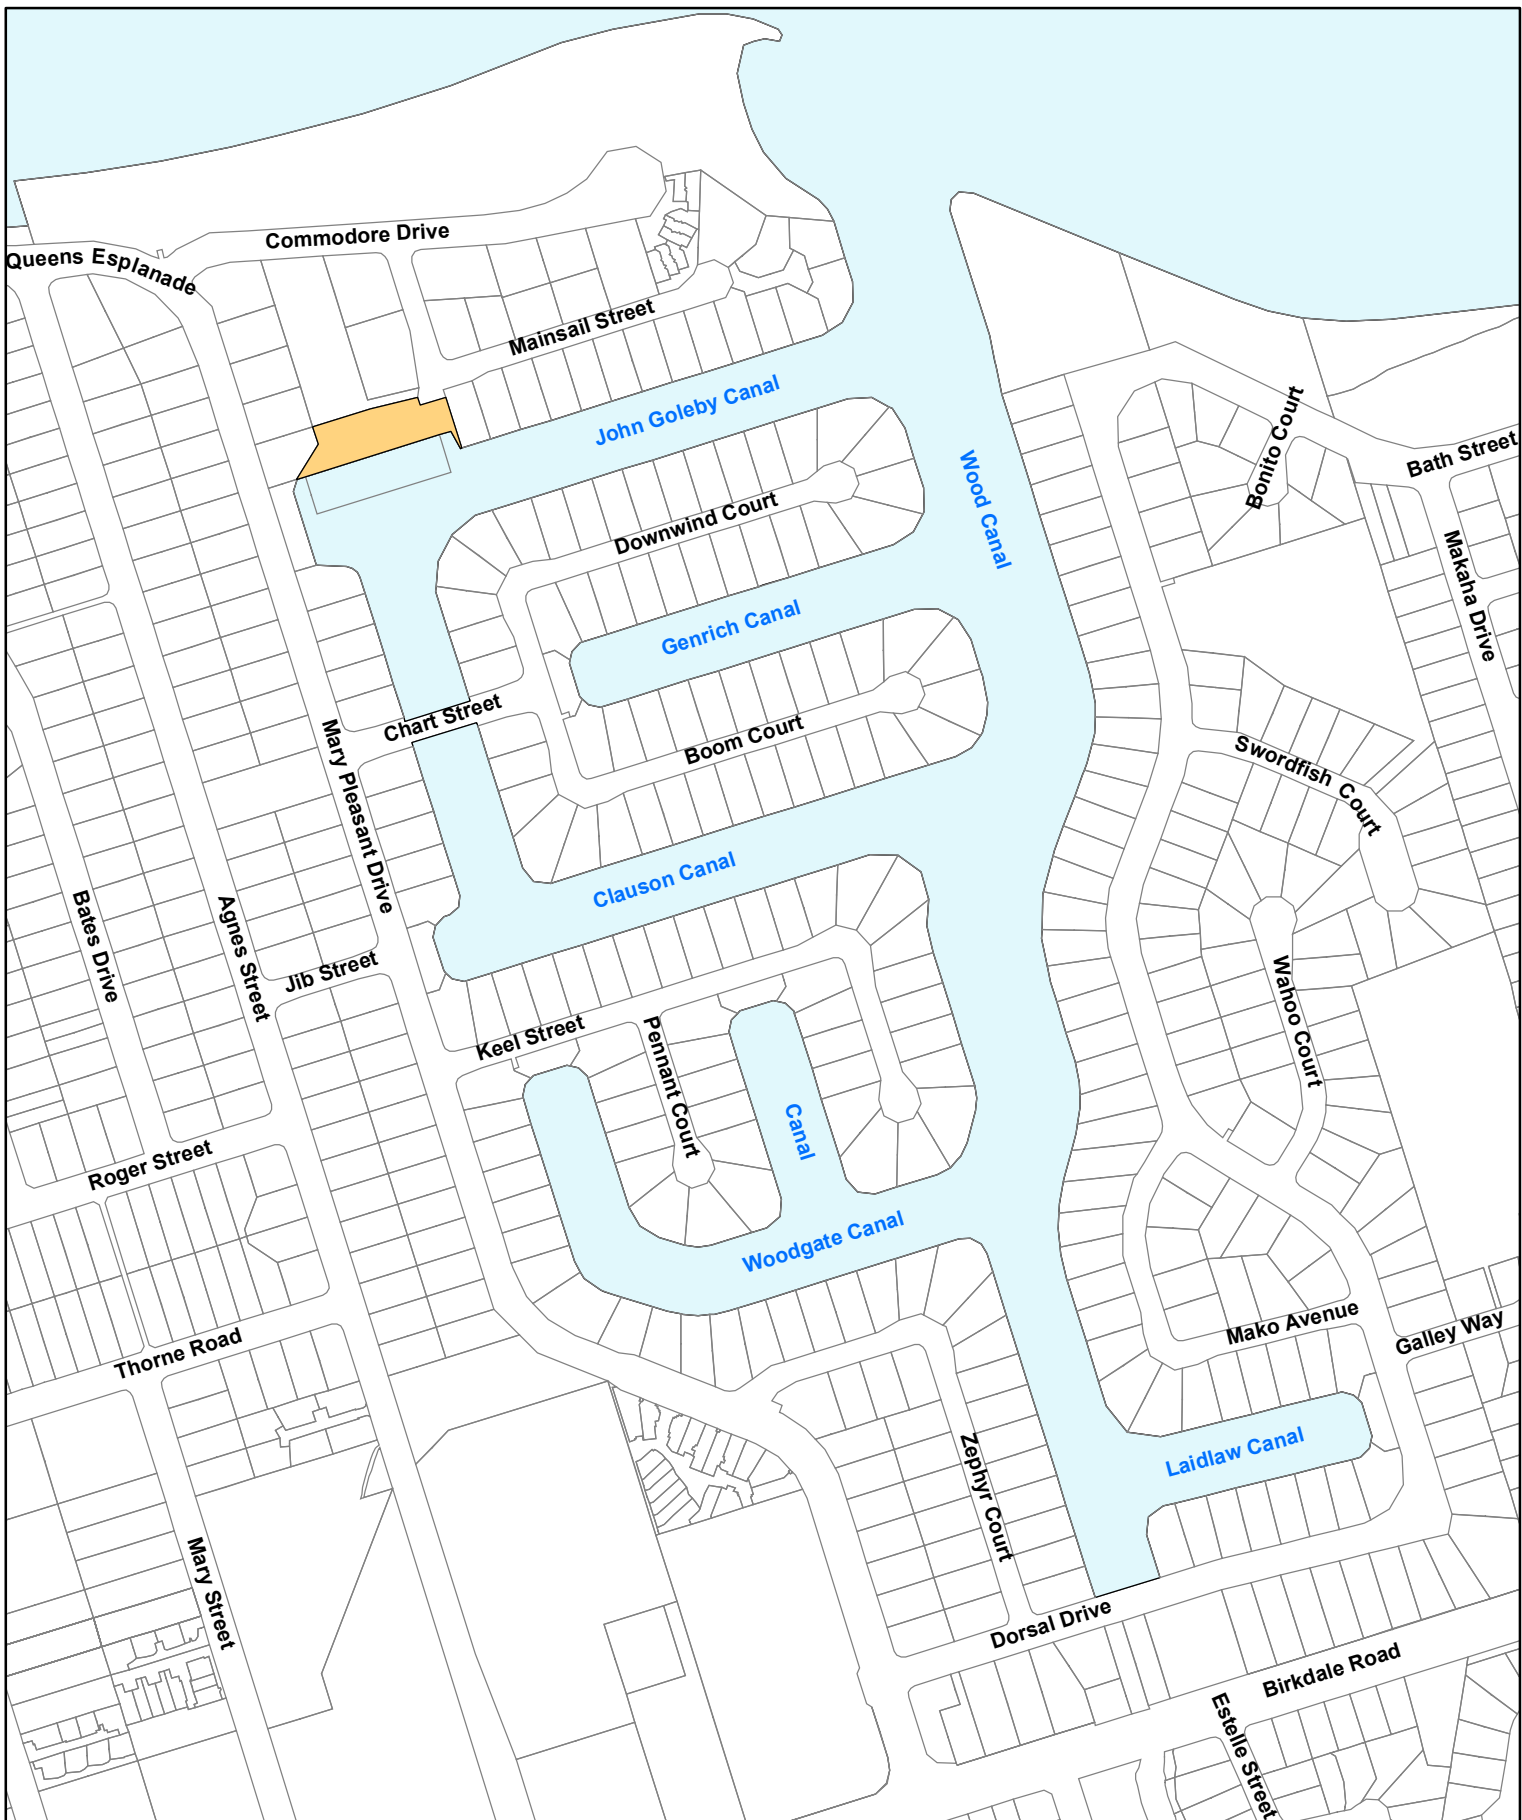 Commodore Drive
Queens Esplanade
Mainsail Street
John Goleby Canal
Bonito Court
Bath Street
Wood Canal
Downwind Court
Makaha Drive
Genrich Canal
Chart Street
Boom Court
Mary Pleasant Drive
Swordfish Court
Clauson Canal
Bates Drive
Agnes Street
Jib Street
Wahoo Court
Keel Street
Pennant Court
Canal
Roger Street
Woodgate Canal
Mako Avenue
Galley Way
Thorne Road
Zephyr Court
Laidlaw Canal
Mary Street
Dorsal Drive
Birkdale Road
Estelle Street